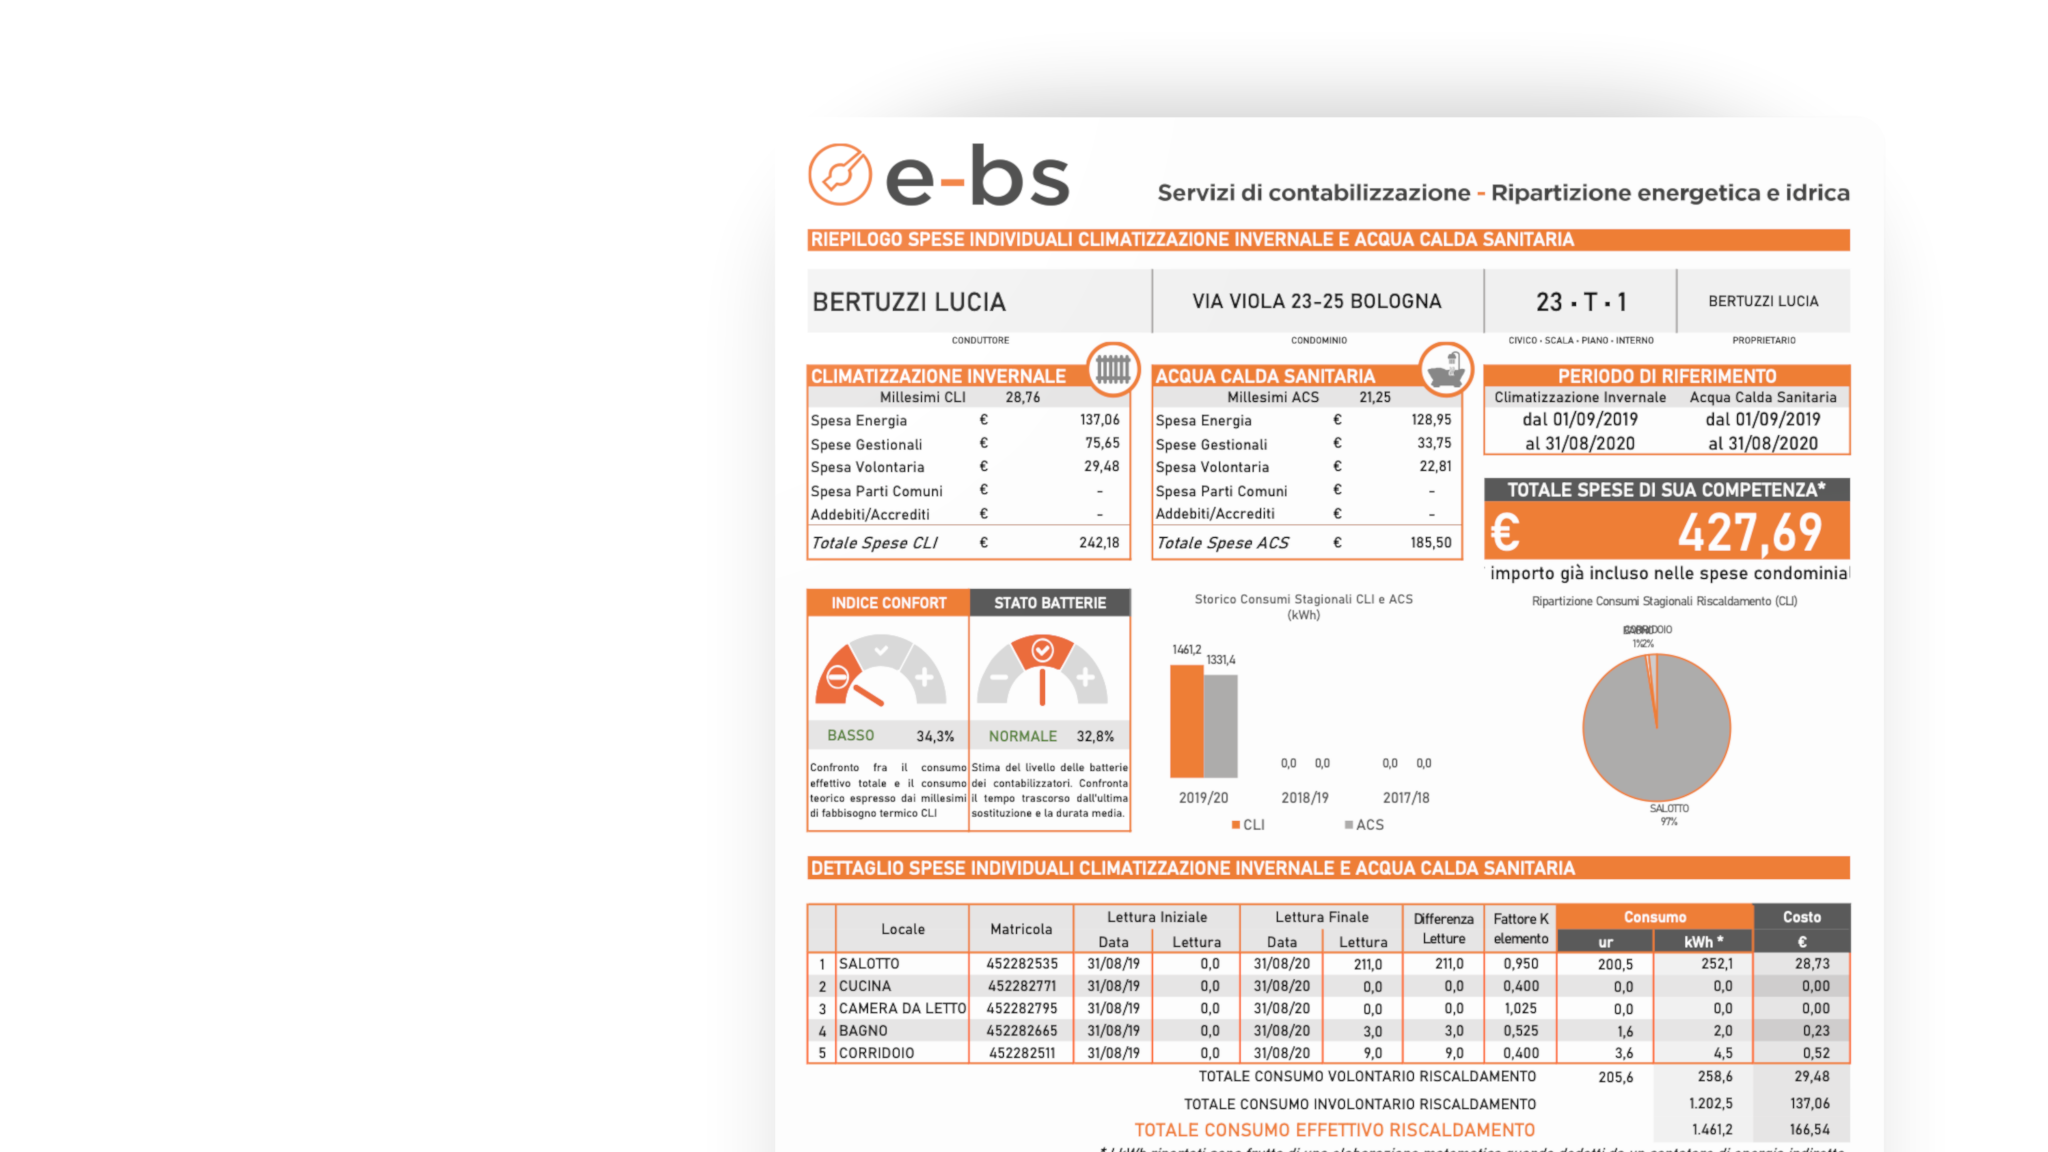 e-bs
Servizi di contabilizzazione - Ripartizione energetica e idrica
RIEPILOGO SPESE INDIVIDUALI CLIMATIZZAZIONE INVERNALE E ACQUA CALDA SANITARIA
BERTUZZI LUCIA VIA VIOLA 23-25 BOLOGNA 23 • T • 1 BERTUZZI LUCIA
CONDUTTORE CONDOMINIO CIVICO • SCALA • PIANO • INTERNO PROPRIETARIO
CLIMATIZZAZIONE INVERNALE
Millesimi CLI 28,76
Spesa Energia € 137,06
Spese Gestionali € 75,65
Spesa Volontaria € 29,48
Spesa Parti Comuni € -
Addebiti/Accrediti € -
Totale Spese CLI € 242,18
ACQUA CALDA SANITARIA
Millesimi ACS 21,25
Spesa Energia € 128,95
Spese Gestionali € 33,75
Spesa Volontaria € 22,81
Spesa Parti Comuni € -
Addebiti/Accrediti € -
Totale Spese ACS € 185,50
PERIODO DI RIFERIMENTO
Climatizzazione Invernale Acqua Calda Sanitaria
dal 01/09/2019 dal 01/09/2019
al 31/08/2020 al 31/08/2020
TOTALE SPESE DI SUA COMPETENZA*
€ 427,69
importo già incluso nelle spese condominial
INDICE CONFORT
BASSO 34,3%
Confronto fra il consumo
effettivo totale e il consumo
teorico espresso dai millesimi
di fabbisogno termico CLI
STATO BATTERIE
NORMALE 32,8%
Stima del livello delle batterie
dei contabilizzatori. Confronta
il tempo trascorso dall'ultima
sostituzione e la durata media.
Storico Consumi Stagionali CLI e ACS
(kWh)
1461,2
1331,4
0,0 0,0 0,0 0,0
2019/20 2018/19 2017/18
CLI ACS
Ripartizione Consumi Stagionali Riscaldamento (CLI)
CORRIDOIO
1% 2%
SALOTTO
97%
DETTAGLIO SPESE INDIVIDUALI CLIMATIZZAZIONE INVERNALE E ACQUA CALDA SANITARIA
Locale Matricola Lettura Iniziale Lettura Finale Differenza Letture Fattore K elemento Consumo Costo
Data Lettura Data Lettura ur kWh * €
1 SALOTTO 452282535 31/08/19 0,0 31/08/20 211,0 211,0 0,950 200,5 252,1 28,73
2 CUCINA 452282771 31/08/19 0,0 31/08/20 0,0 0,0 0,400 0,0 0,0 0,00
3 CAMERA DA LETTO 452282795 31/08/19 0,0 31/08/20 0,0 0,0 1,025 0,0 0,0 0,00
4 BAGNO 452282665 31/08/19 0,0 31/08/20 3,0 3,0 0,525 1,6 2,0 0,23
5 CORRIDOIO 452282511 31/08/19 0,0 31/08/20 9,0 9,0 0,400 3,6 4,5 0,52
TOTALE CONSUMO VOLONTARIO RISCALDAMENTO 205,6 258,6 29,48
TOTALE CONSUMO INVOLONTARIO RISCALDAMENTO 1.202,5 137,06
TOTALE CONSUMO EFFETTIVO RISCALDAMENTO 1.461,2 166,54